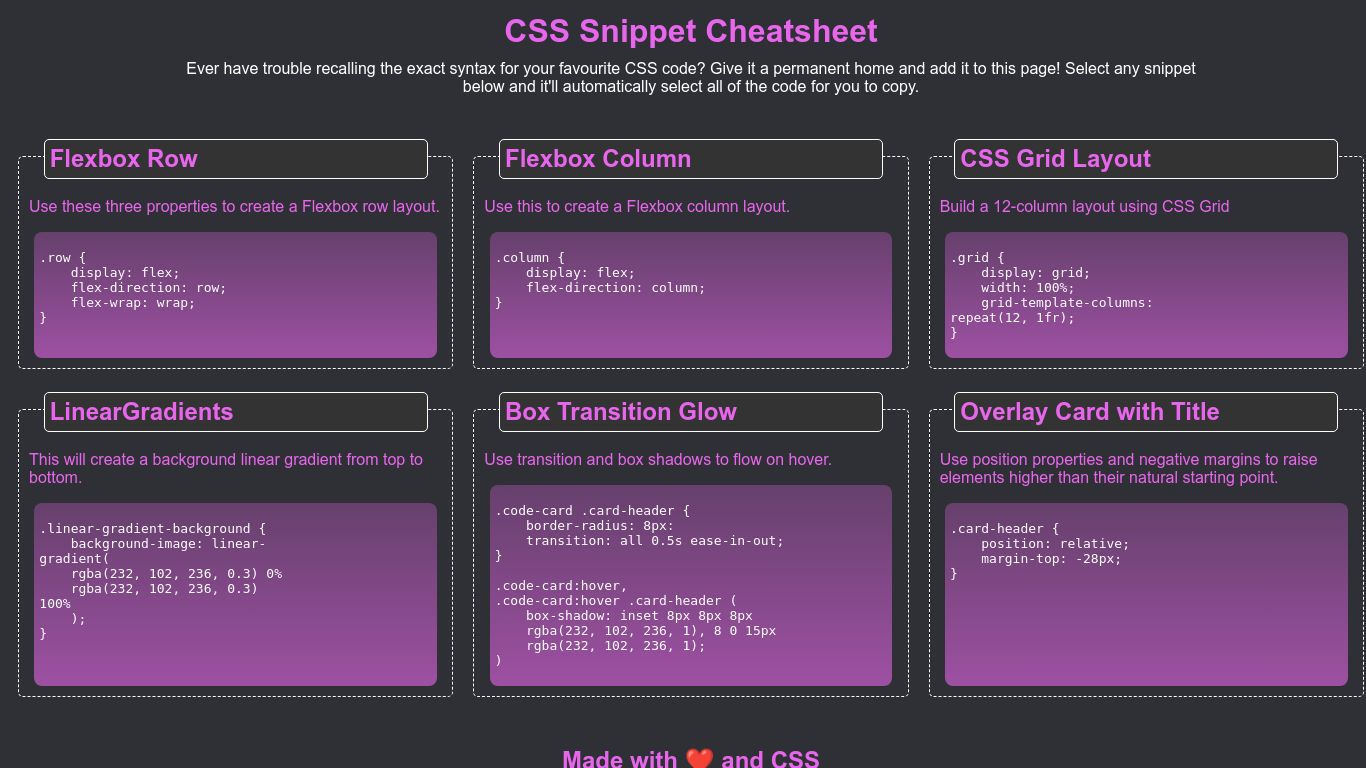 CSS Snippet Cheatsheet
Ever have trouble recalling the exact syntax for your favourite CSS code? Give it a permanent home and add it to this page! Select any snippet
below and it'll automatically select all of the code for you to copy.
Flexbox Row
Use these three properties to create a Flexbox row layout.
.row {
    display: flex;
    flex-direction: row;
    flex-wrap: wrap;
}
Flexbox Column
Use this to create a Flexbox column layout.
.column {
    display: flex;
    flex-direction: column;
}
CSS Grid Layout
Build a 12-column layout using CSS Grid
.grid {
    display: grid;
    width: 100%;
    grid-template-columns:
repeat(12, 1fr);
}
LinearGradients
This will create a background linear gradient from top to
bottom.
.linear-gradient-background {
    background-image: linear-
gradient(
    rgba(232, 102, 236, 0.3) 0%
    rgba(232, 102, 236, 0.3)
100%
    );
}
Box Transition Glow
Use transition and box shadows to flow on hover.
.code-card .card-header {
    border-radius: 8px:
    transition: all 0.5s ease-in-out;
}
.code-card:hover,
.code-card:hover .card-header (
    box-shadow: inset 8px 8px 8px
    rgba(232, 102, 236, 1), 8 0 15px
    rgba(232, 102, 236, 1);
)
Overlay Card with Title
Use position properties and negative margins to raise
elements higher than their natural starting point.
.card-header {
    position: relative;
    margin-top: -28px;
}
Made with ❤️ and CSS